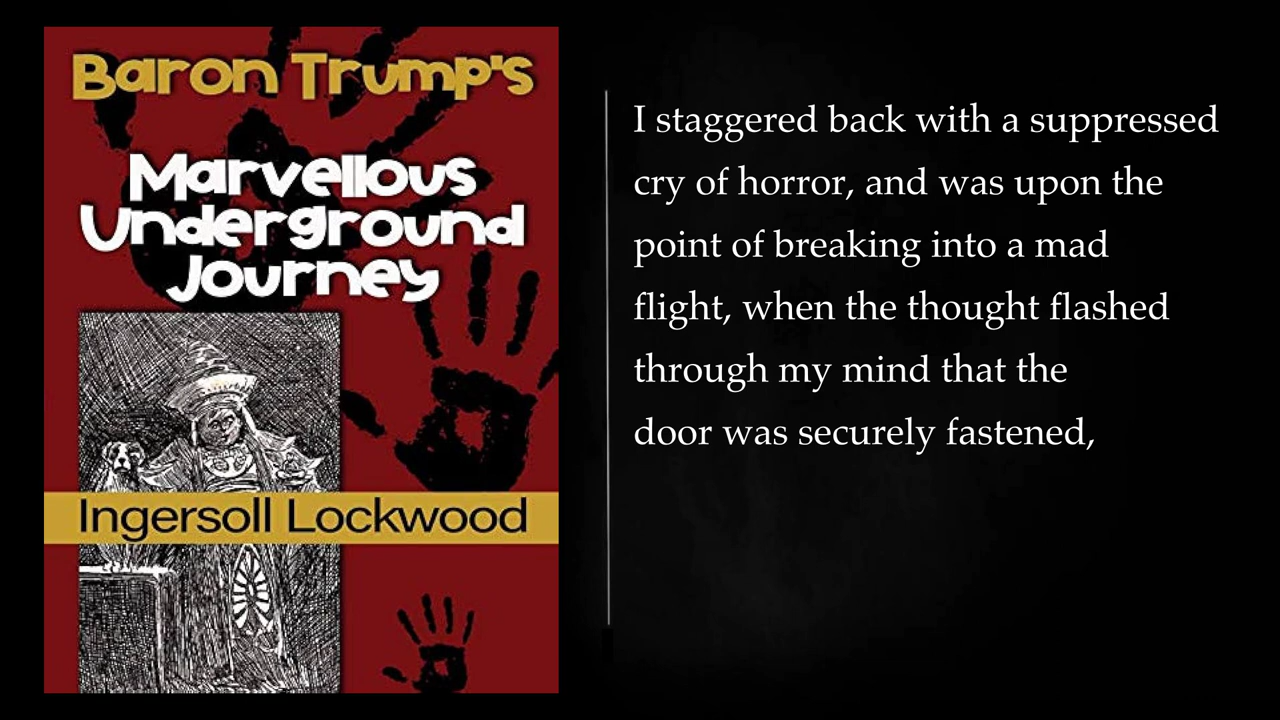 Baron Trump's
Marvellous
Underground
Journey
Ingersoll Lockwood
I staggered back with a suppressed
cry of horror, and was upon the
point of breaking into a mad
flight, when the thought flashed
through my mind that the
door was securely fastened,